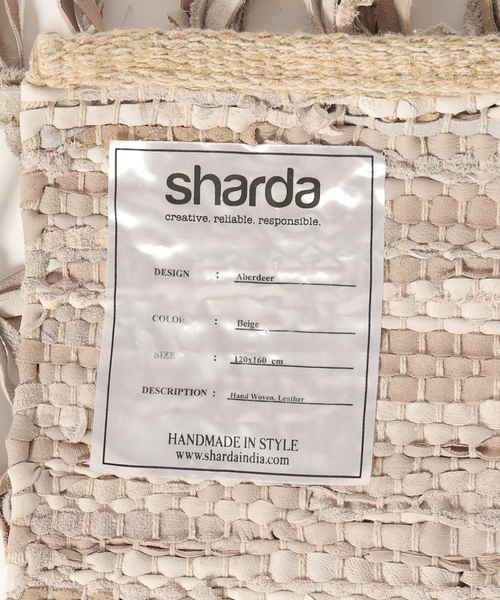 sharda
creative. reliable. responsible.
DESIGN : Aberdeer
COLOR : Beige
SIZE : 120x160 cm
DESCRIPTION : Hand Woven, Leather
HANDMADE IN STYLE
www.shardaindia.com